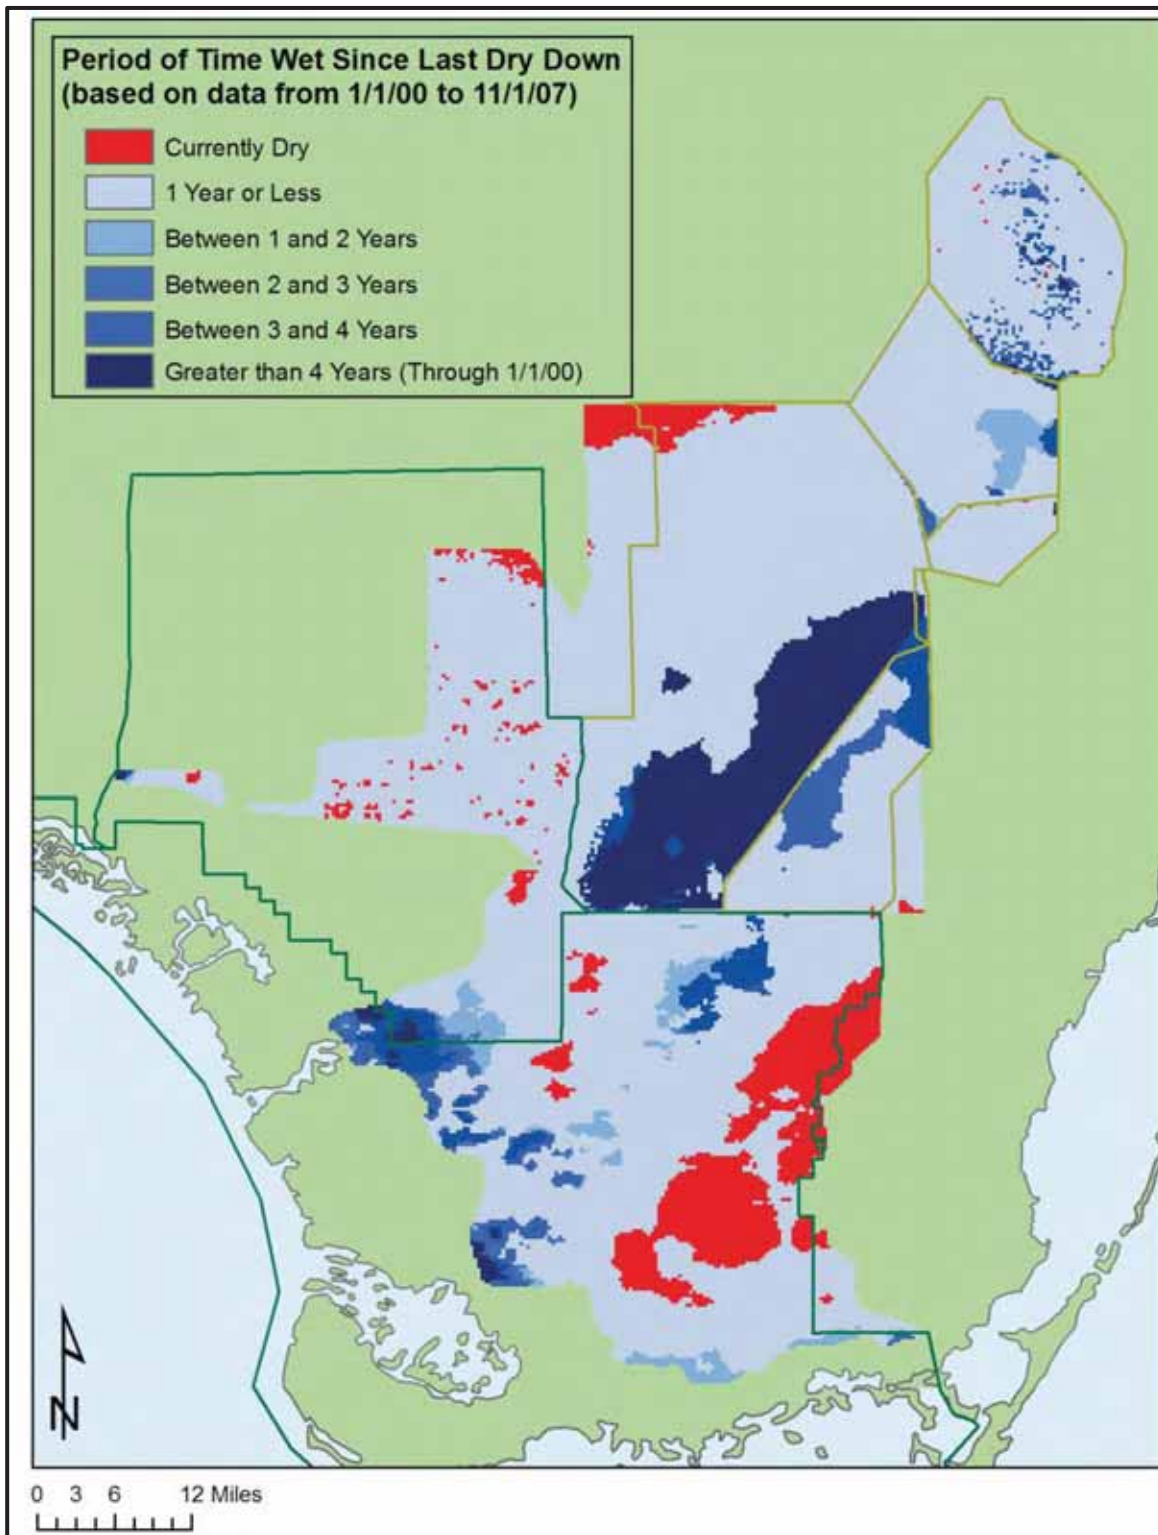 Period of Time Wet Since Last Dry Down
(based on data from 1/1/00 to 11/1/07)
Currently Dry
1 Year or Less
Between 1 and 2 Years
Between 2 and 3 Years
Between 3 and 4 Years
Greater than 4 Years (Through 1/1/00)
N
0 3 6 12 Miles